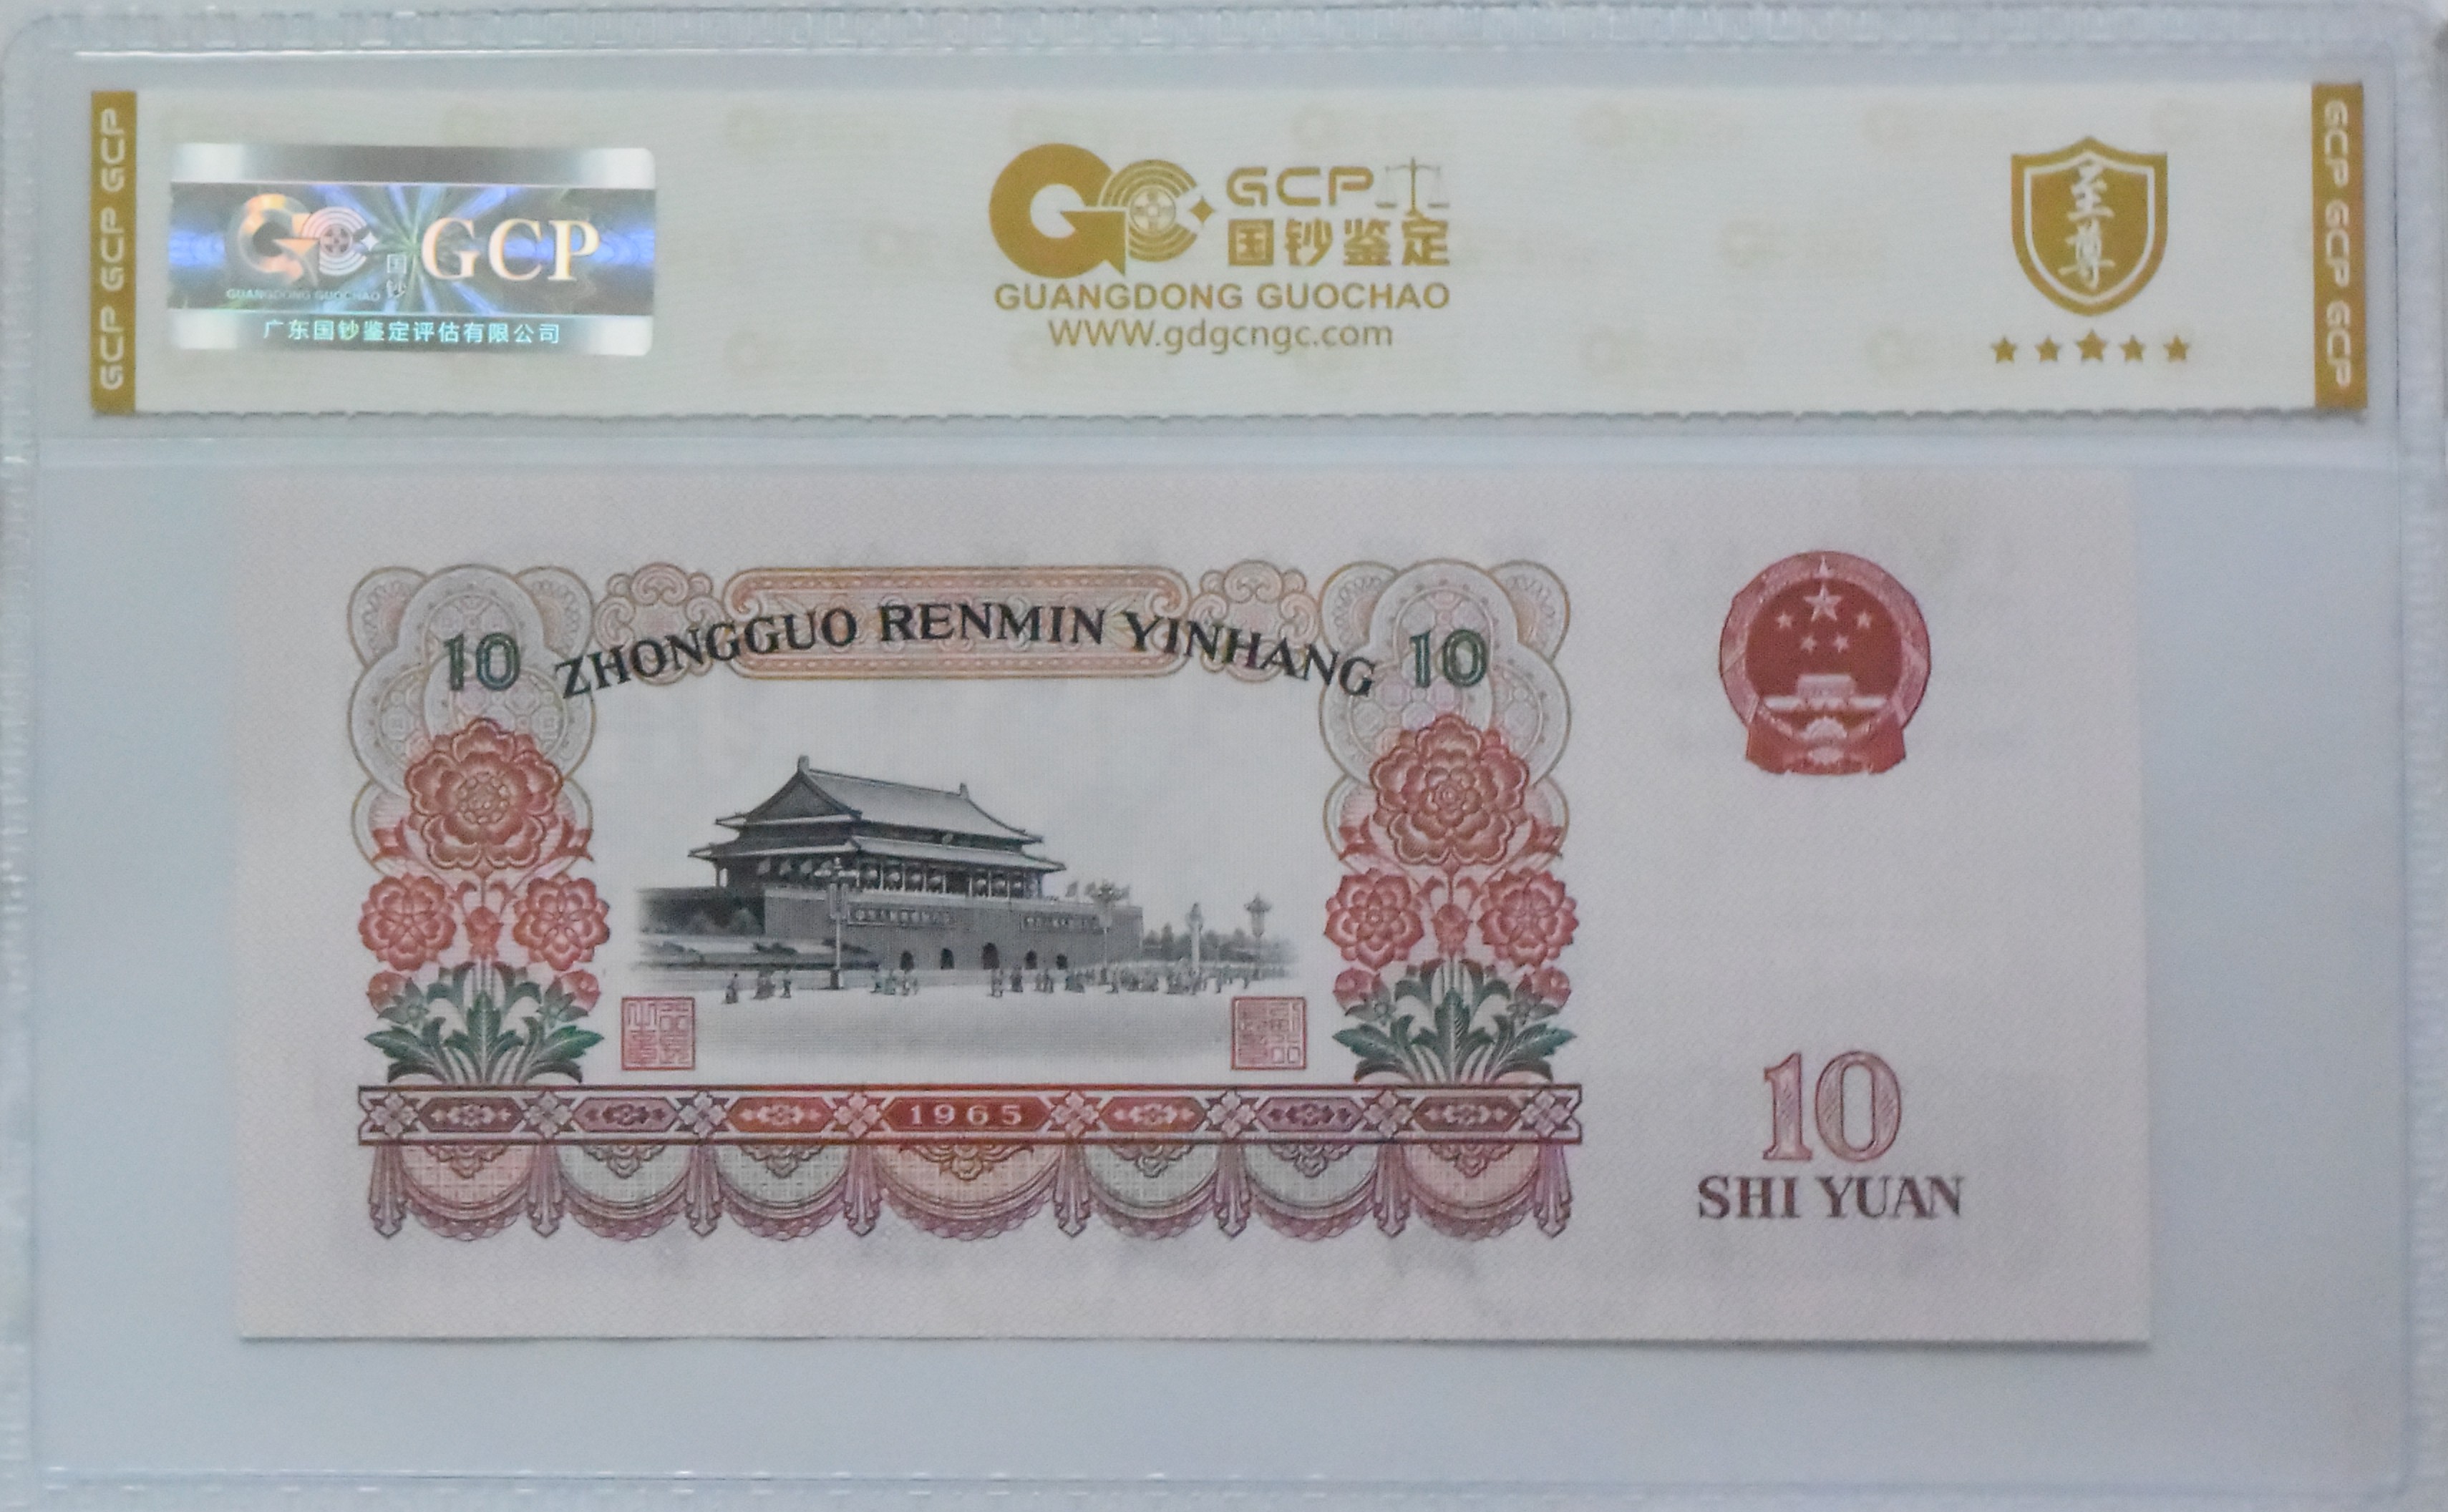 GCP GCP GCP
GCP
国钞
GUANGDONG GUOCHAO
广东国钞鉴定评估有限公司
GCP
国钞鉴定
GUANGDONG GUOCHAO
WWW.gdgcngc.com
至尊
GCP GCP GCP
ZHONGGUO RENMIN YINHANG
10
10
1965
10
SHI YUAN